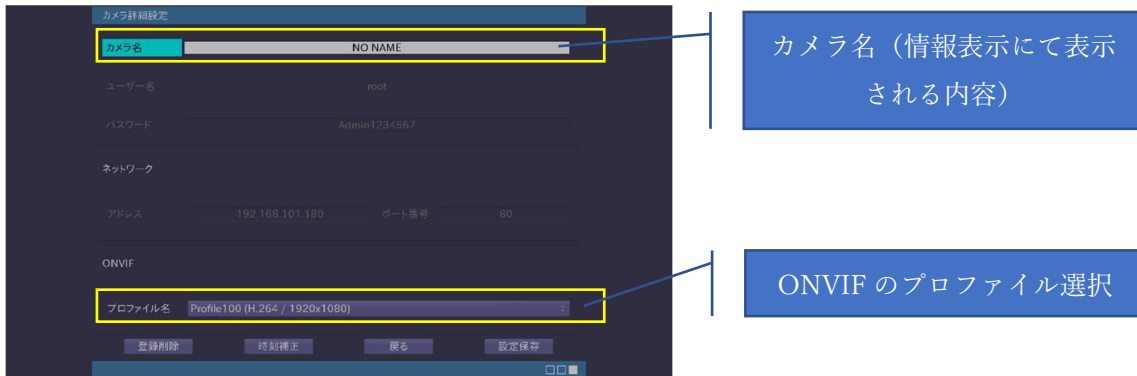 カメラ詳細設定
カメラ名 NO NAME
カメラ名（情報表示にて表示
される内容）
ユーザー名 root
パスワード Admin1234567
ネットワーク
アドレス 192.168.101.180 ポート番号 80
ONVIF
ONVIF のプロファイル選択
プロファイル名 Profile100 (H.264 / 1920x1080)
登録削除 時刻補正 戻る 設定保存